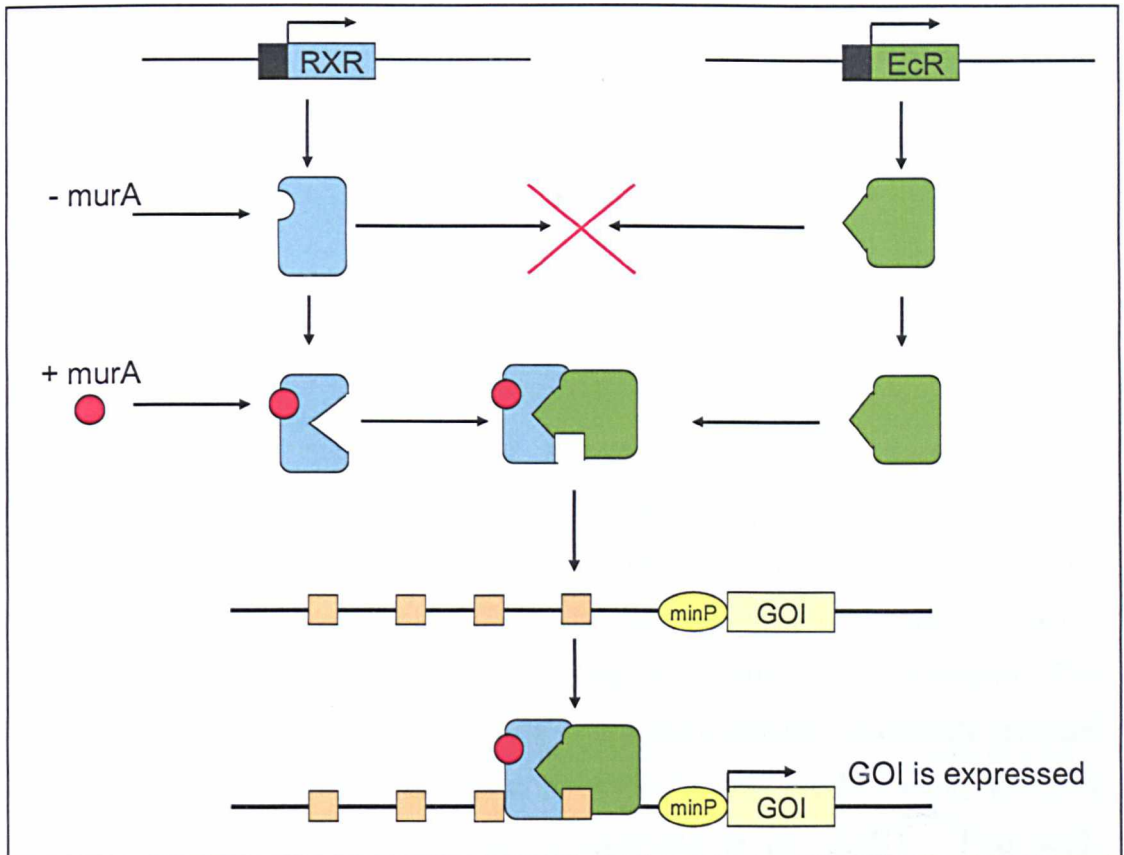 RXR
EcR
- murA
+ murA
minP
GOI
GOI is expressed
minP
GOI